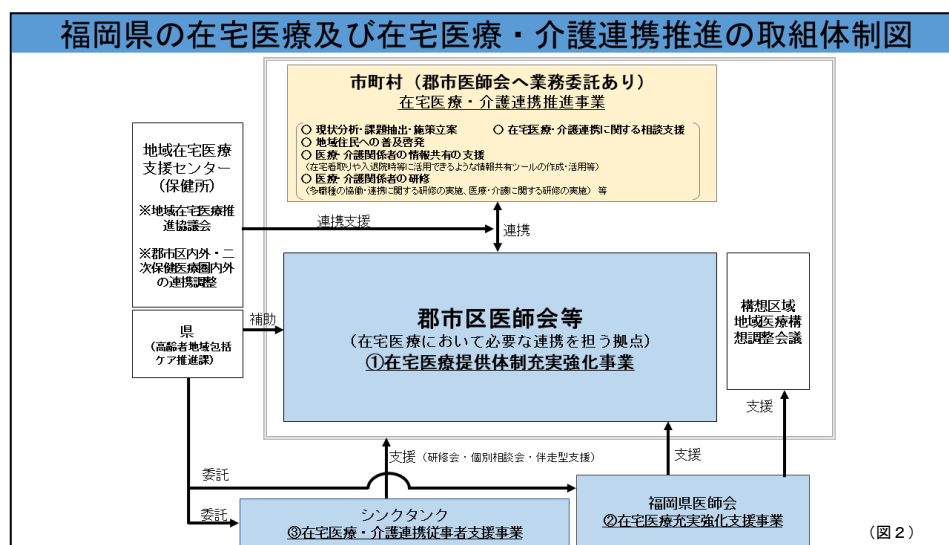 福岡県の在宅医療及び在宅医療・介護連携推進の取組体制図
市町村（郡市医師会へ業務委託あり）
在宅医療・介護連携推進事業
○ 現状分析・課題抽出・施策立案　○ 在宅医療・介護連携に関する相談支援
○ 地域住民への普及啓発
○ 医療・介護関係者の情報共有の支援
（在宅看取りや入退院時等に活用できるような情報共有ツールの作成・活用等）
○ 医療・介護関係者の研修
（多職種の協働・連携に関する研修の実施、医療・介護に関する研修の実施） 等
地域在宅医療
支援センター
（保健所）
※地域在宅医療推
進協議会
※郡市区内外・二
次保健医療圏内外
の連携調整
連携支援
連携
県
（高齢者地域包括
ケア推進課）
補助
郡市区医師会等
（在宅医療において必要な連携を担う拠点）
①在宅医療提供体制充実強化事業
構想区域
地域医療構
想調整会議
支援
支援（研修会・個別相談会・伴走型支援）
支援
委託
委託
シンクタンク
③在宅医療・介護連携従事者支援事業
福岡県医師会
②在宅医療充実強化支援事業
（図２）